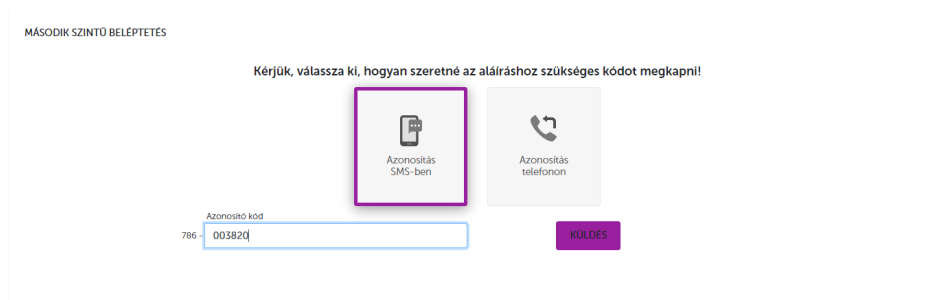 MÁSODIK SZINTŰ BELÉPTETÉS
Kérjük, válassza ki, hogyan szeretné az aláíráshoz szükséges kódot megkapni!
Azonosítás
SMS-ben
Azonosítás
telefonon
Azonosító kód
786 - 003820
KÜLDÉS